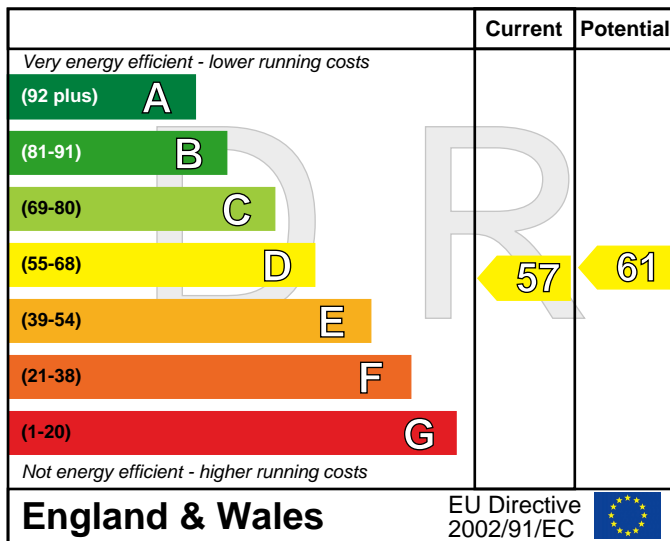 Current Potential
Very energy efficient - lower running costs
(92 plus) A
(81-91) B
(69-80) C
(55-68) D
57
61
(39-54) E
(21-38) F
(1-20) G
Not energy efficient - higher running costs
England & Wales
EU Directive
2002/91/EC
D R